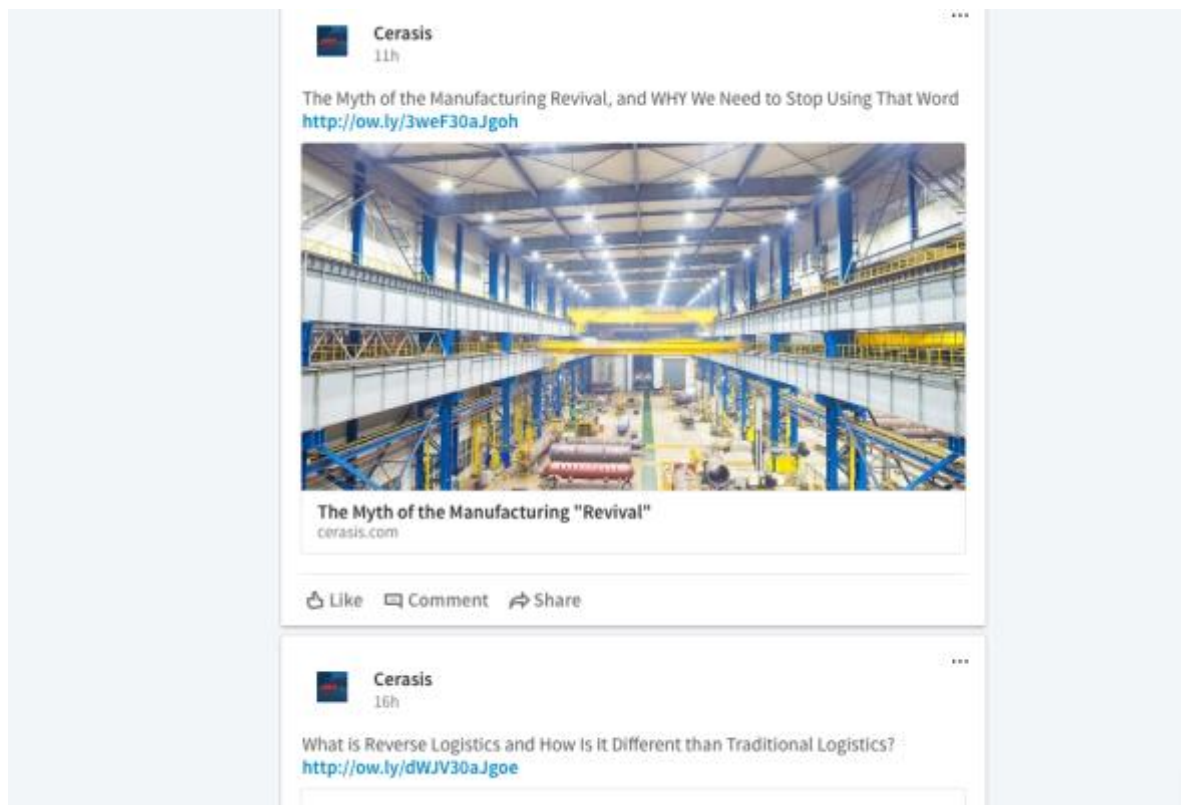 Cerasis
11h
The Myth of the Manufacturing Revival, and WHY We Need to Stop Using That Word
http://ow.ly/3weF30aJgoh
The Myth of the Manufacturing "Revival"
cerasis.com
Like Comment Share
Cerasis
16h
What is Reverse Logistics and How Is It Different than Traditional Logistics?
http://ow.ly/dWJV30aJgoe